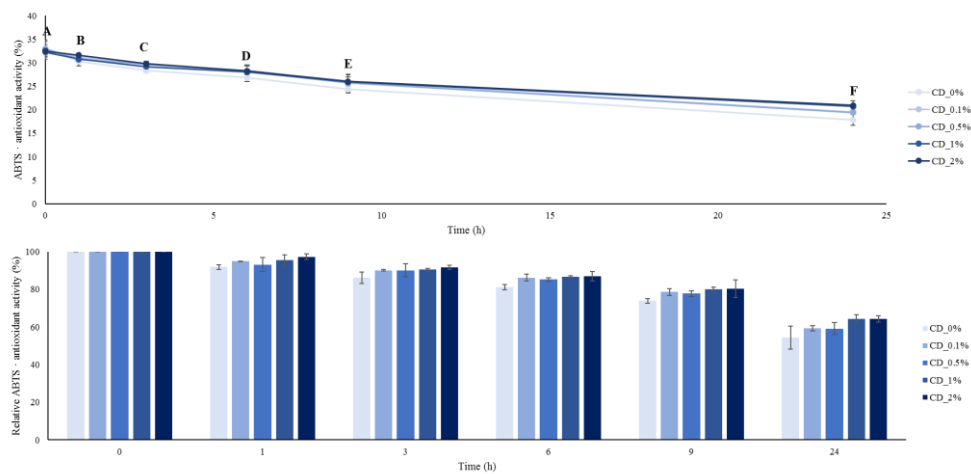 ABTS · antioxidant activity (%)
40
35
30
25
20
15
10
5
0
A
B
C
D
E
F
0
5
10
15
20
25
Time (h)
CD_0%
CD_0.1%
CD_0.5%
CD_1%
CD_2%
Relative ABTS · antioxidant activity (%)
100
80
60
40
20
0
0
1
3
6
9
24
Time (h)
CD_0%
CD_0.1%
CD_0.5%
CD_1%
CD_2%